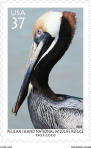 USA
37
PELICAN ISLAND NATIONAL WILDLIFE REFUGE
1903-2003